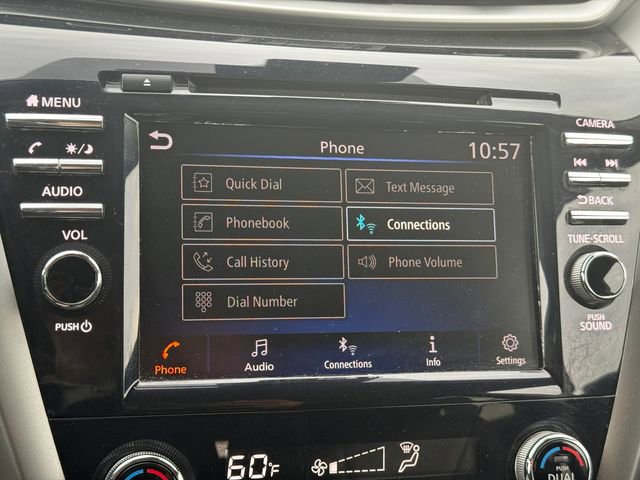 MENU
CAMERA
Phone
10:57
Quick Dial
Text Message
AUDIO
BACK
Phonebook
Connections
VOL
TUNE·SCROLL
Call History
Phone Volume
Dial Number
PUSH
PUSH
SOUND
Phone
Audio
Connections
Info
Settings
60°F
DUAL